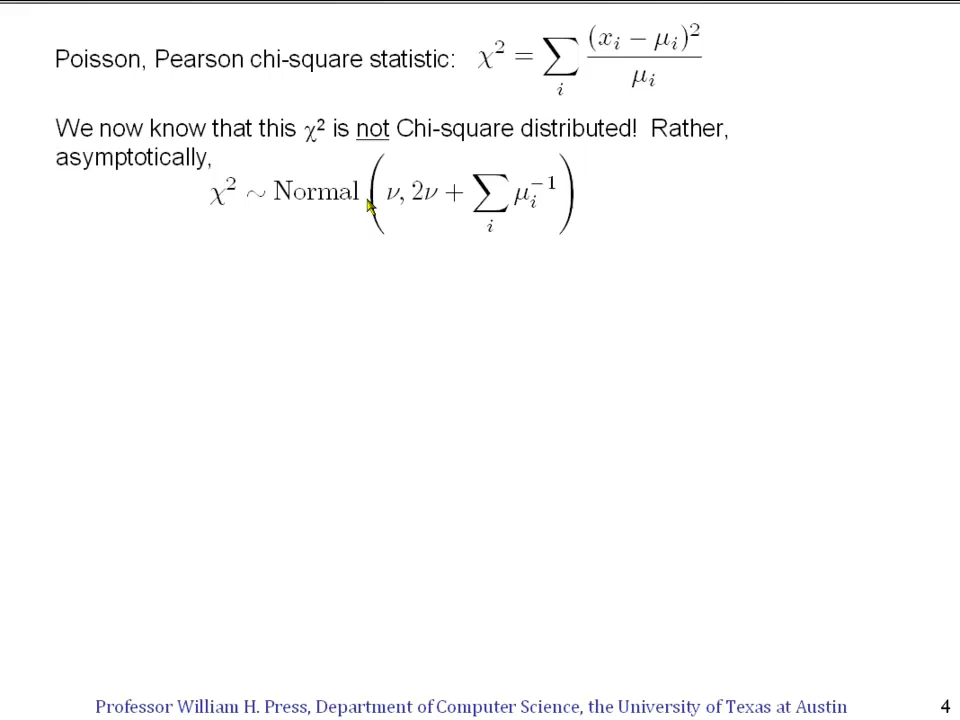 Poisson, Pearson chi-square statistic: χ² = ∑_i (x_i − μ_i)² / μ_i
We now know that this χ² is not Chi-square distributed!  Rather,
asymptotically,
χ² ∼ Normal ( ν, 2ν + ∑_i μ_i⁻¹ )
Professor William H. Press, Department of Computer Science, the University of Texas at Austin 4